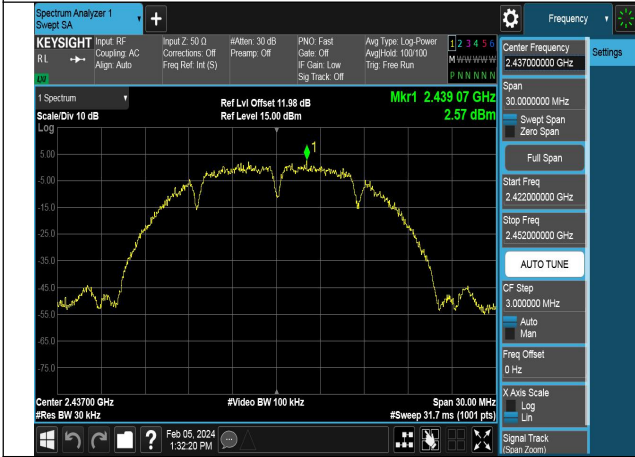 Spectrum Analyzer 1
Swept SA
Frequency
KEYSIGHT
RL
Input: RF
Coupling: AC
Align: Auto
Input Z: 50 Ω
Corrections: Off
Freq Ref: Int (S)
#Atten: 30 dB
Preamp: Off
PNO: Fast
Gate: Off
IF Gain: Low
Sig Track: Off
Avg Type: Log-Power
Avg|Hold: 100/100
Trig: Free Run
1 2 3 4 5 6
M W W W W W
P N N N N N
1 Spectrum
Scale/Div 10 dB
Log
Ref Lvl Offset 11.98 dB
Ref Level 15.00 dBm
Mkr1 2.439 07 GHz
2.57 dBm
1
5.00
-5.00
-15.0
-25.0
-35.0
-45.0
-55.0
-65.0
-75.0
Center 2.43700 GHz
#Res BW 30 kHz
#Video BW 100 kHz
Span 30.00 MHz
#Sweep 31.7 ms (1001 pts)
Feb 05, 2024
1:32:20 PM
Settings
Center Frequency
2.437000000 GHz
Span
30.0000000 MHz
Swept Span
Zero Span
Full Span
Start Freq
2.422000000 GHz
Stop Freq
2.452000000 GHz
AUTO TUNE
CF Step
3.000000 MHz
Auto
Man
Freq Offset
0 Hz
X Axis Scale
Log
Lin
Signal Track
(Span Zoom)